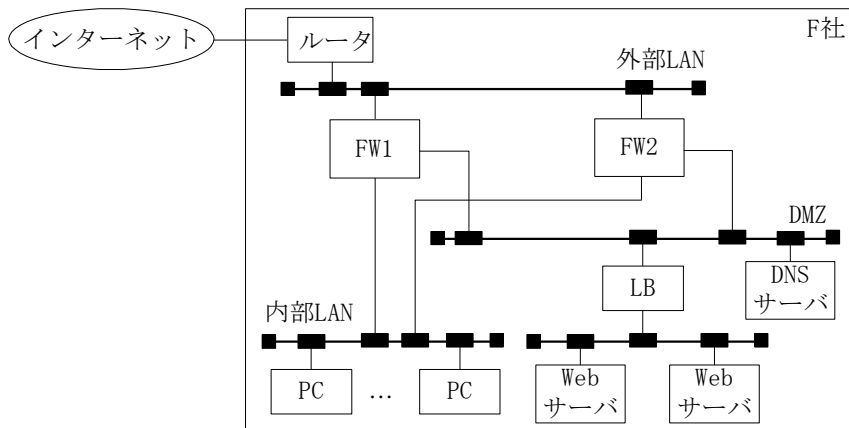 F社
インターネット
ルータ
外部LAN
FW1
FW2
DMZ
LB
DNS
サーバ
内部LAN
PC
...
PC
Web
サーバ
Web
サーバ